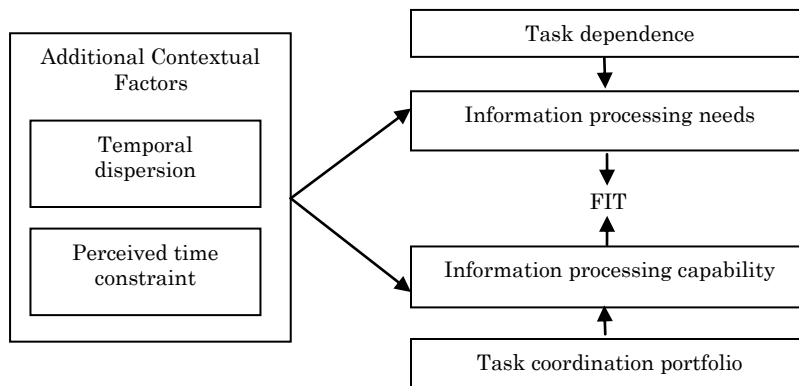 Additional Contextual
Factors
Temporal
dispersion
Perceived time
constraint
Task dependence
Information processing needs
FIT
Information processing capability
Task coordination portfolio